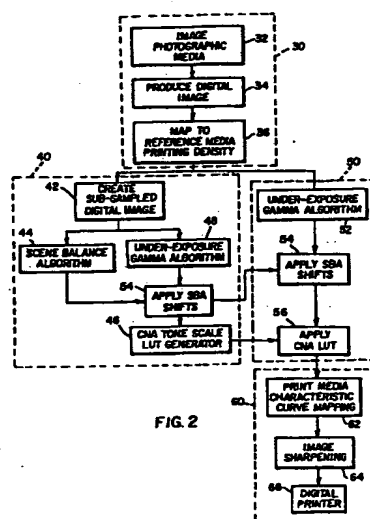 IMAGE
PHOTOGRAPHIC
MEDIA
32
30
PRODUCE DIGITAL
IMAGE
34
MAP TO
REFERENCE MEDIA
PRINTING DENSITY
36
40
42
CREATE
SUB-SAMPLED
DIGITAL IMAGE
44
SCENE BALANCE
ALGORITHM
48
UNDER-EXPOSURE
GAMMA ALGORITHM
54
APPLY SBA
SHIFTS
46
CNA TONE SCALE
LUT GENERATOR
50
UNDER-EXPOSURE
GAMMA ALGORITHM
52
54
APPLY SBA
SHIFTS
56
APPLY
CNA LUT
60
PRINT MEDIA
CHARACTERISTIC
CURVE MAPPING
62
IMAGE
SHARPENING
64
DIGITAL
PRINTER
66
FIG. 2